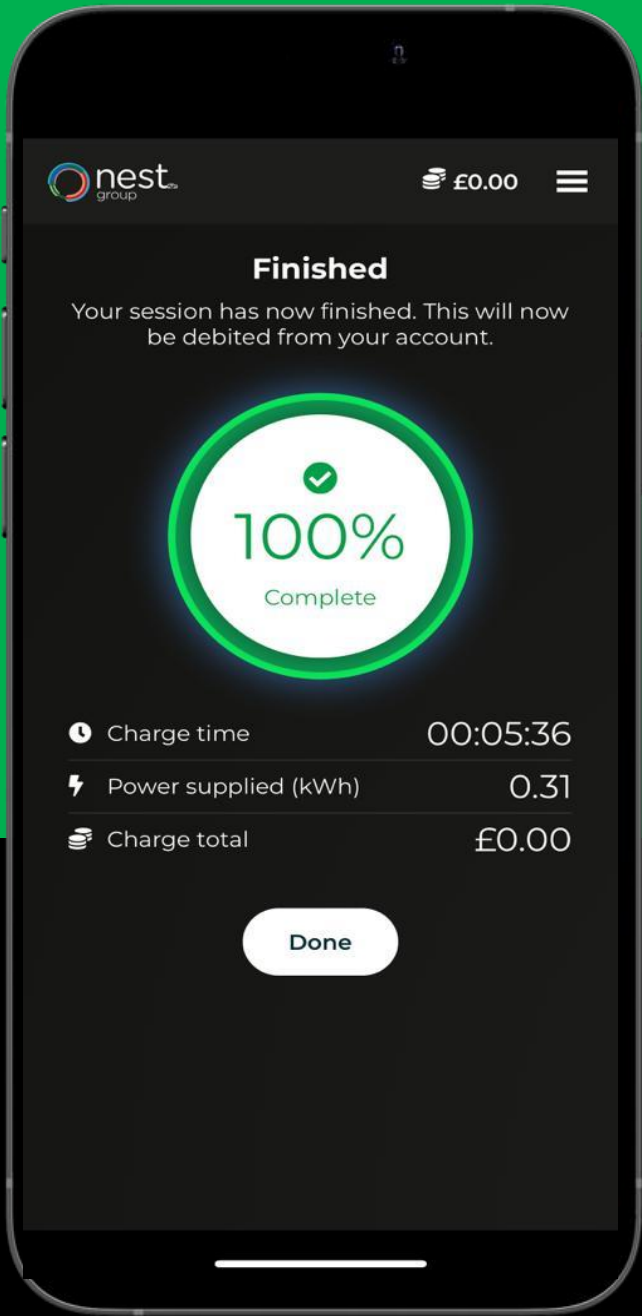 nest
group
£0.00
Finished
Your session has now finished. This will now
be debited from your account.
100%
Complete
Charge time 00:05:36
Power supplied (kWh) 0.31
Charge total £0.00
Done